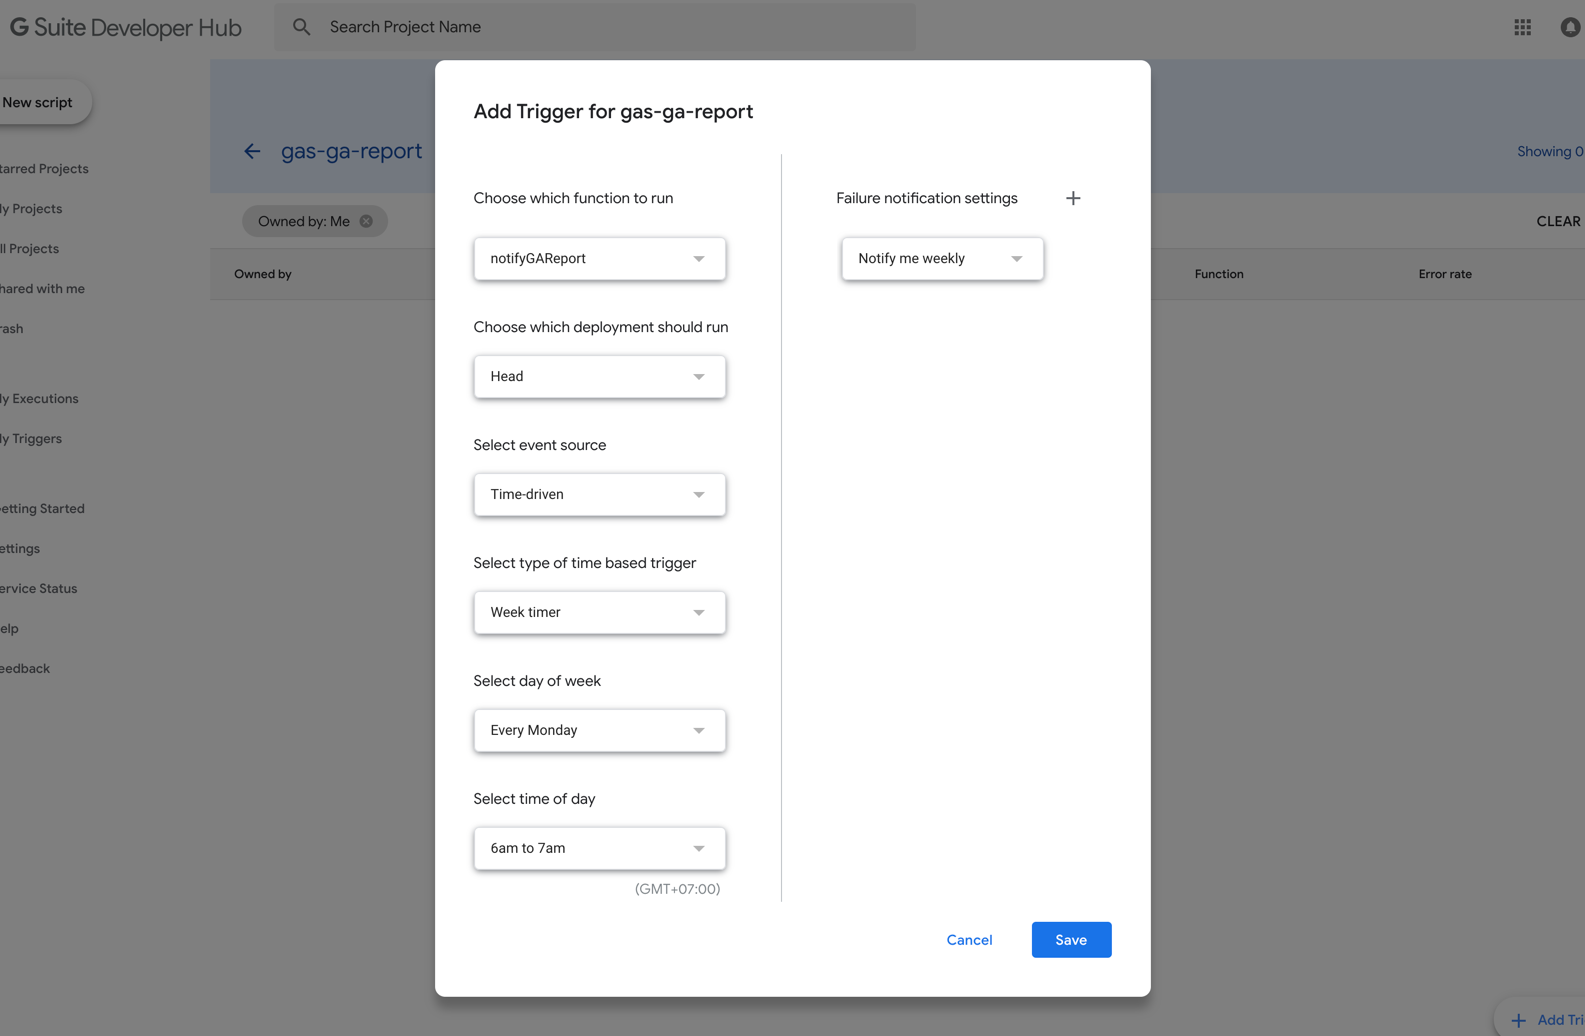 G Suite Developer Hub
Search Project Name
New script
tarred Projects
y Projects
ll Projects
hared with me
rash
y Executions
y Triggers
etting Started
ettings
ervice Status
elp
eedback
gas-ga-report
Showing 0
Owned by: Me
CLEAR
Owned by
Function
Error rate
Add Trigger for gas-ga-report
Choose which function to run
notifyGAReport
Choose which deployment should run
Head
Select event source
Time-driven
Select type of time based trigger
Week timer
Select day of week
Every Monday
Select time of day
6am to 7am
(GMT+07:00)
Failure notification settings
Notify me weekly
Cancel
Save
Add Tri